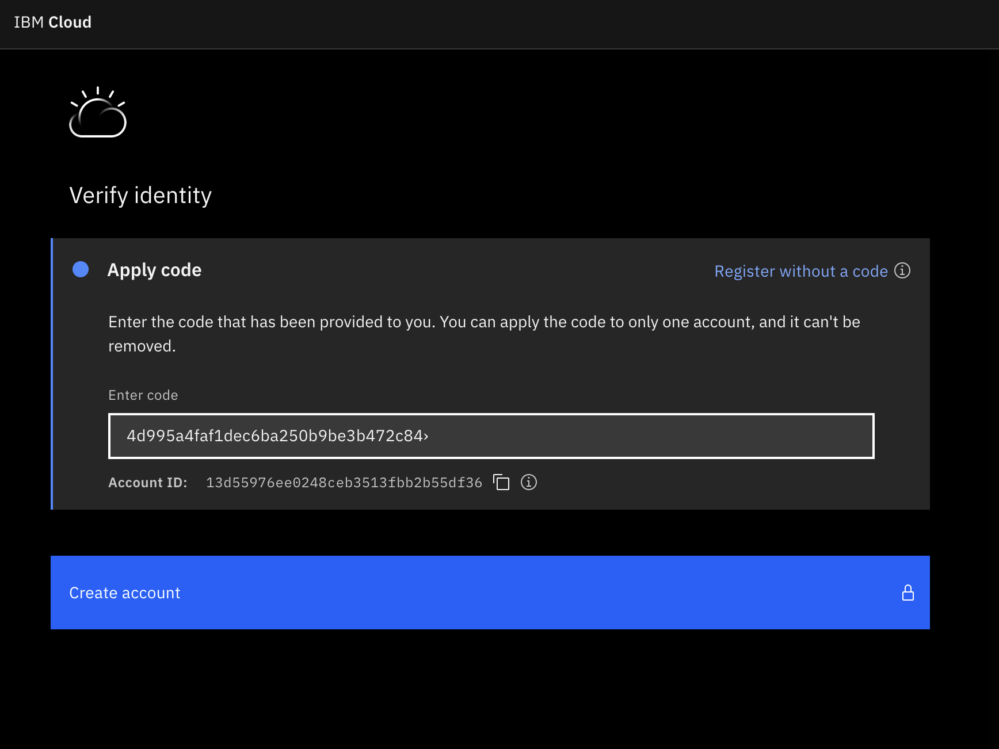 IBM Cloud
Verify identity
Apply code
Register without a code
Enter the code that has been provided to you. You can apply the code to only one account, and it can't be
removed.
Enter code
4d995a4faf1dec6ba250b9be3b472c84›
Account ID: 13d55976ee0248ceb3513fbb2b55df36
Create account